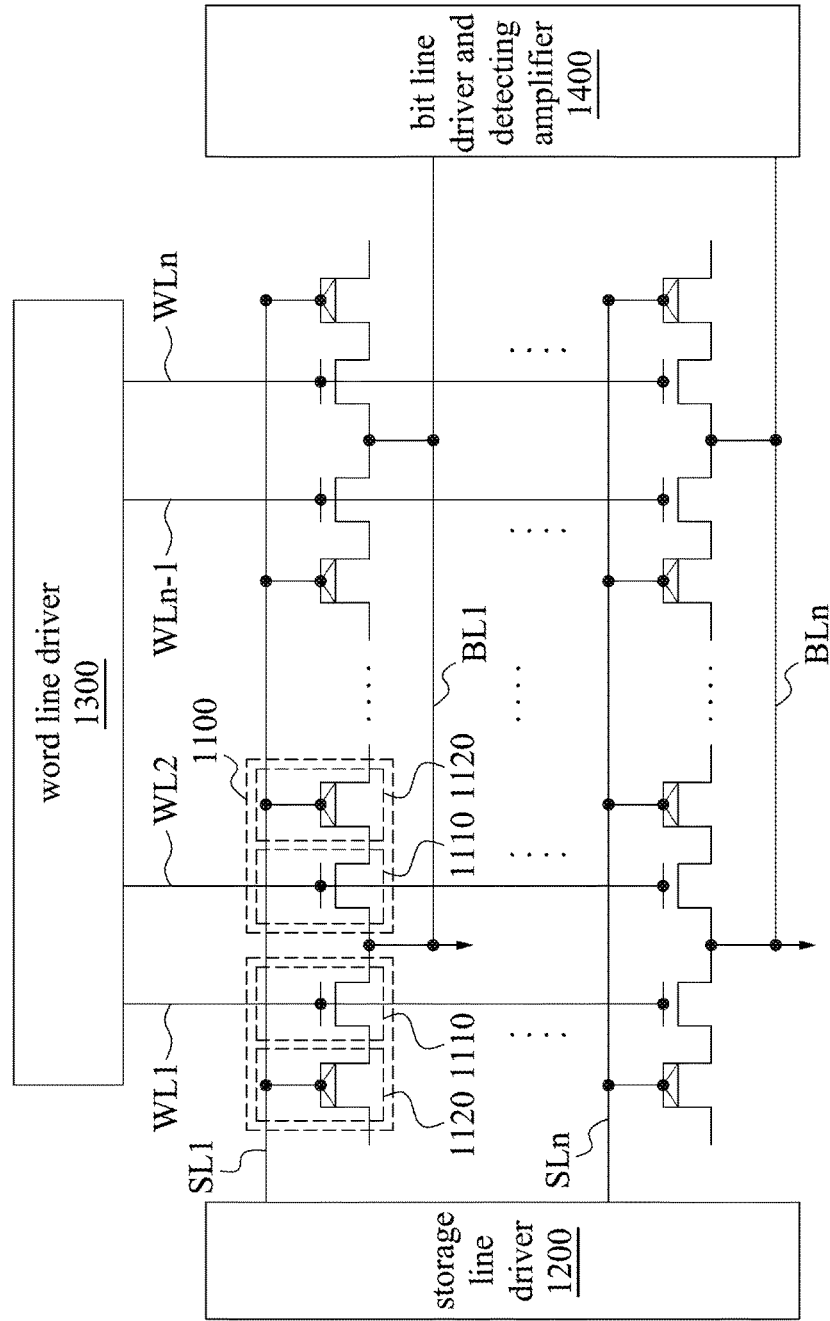 word line driver
1300
WL1
WL2
WLn-1
WLn
1100
SL1
1120
1110
1110
1120
BL1
SLn
BLn
storage
line
driver
1200
bit line
driver and
detecting
amplifier
1400